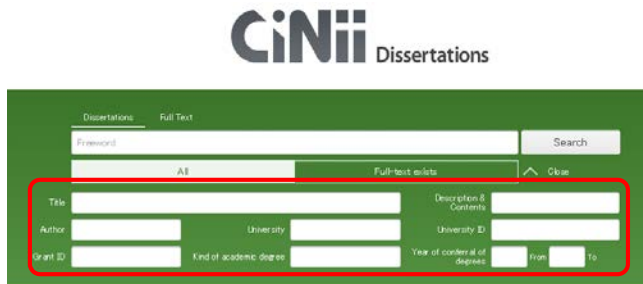 CiNii Dissertations
Dissertations Full Text
Freeword Search
All Full-text exists Close
Title Description & Contents
Author University University ID
Grant ID Kind of academic degree Year of conferral of degrees From To